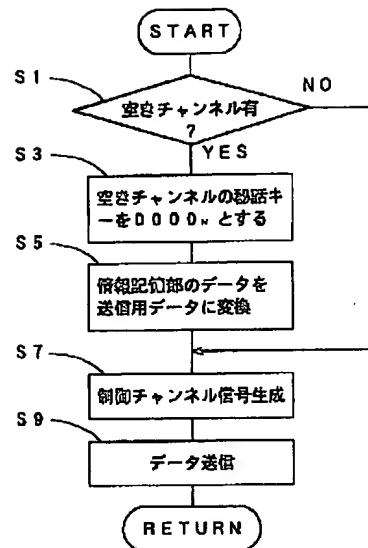 START
S1
NO
空きチャンネル有
?
YES
S3
空きチャンネルの秘話キ
ーを0000H とする
S5
情報記憶部のデータを
送信用データに変換
S7
制御チャンネル信号生成
S9
データ送信
RETURN